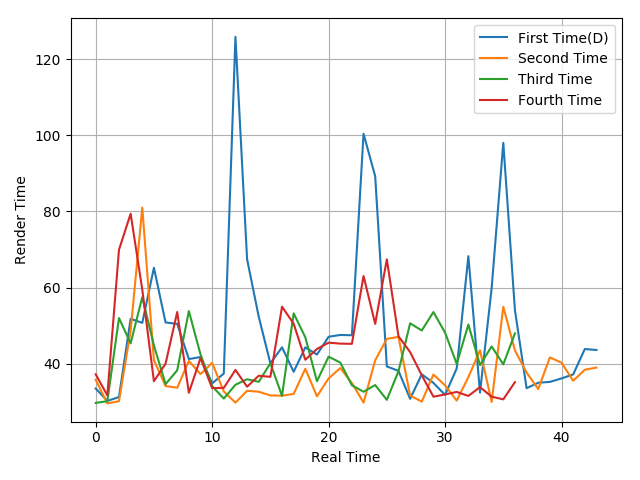 First Time(D)
Second Time
Third Time
Fourth Time
120
100
80
60
40
Render Time
0 10 20 30 40
Real Time